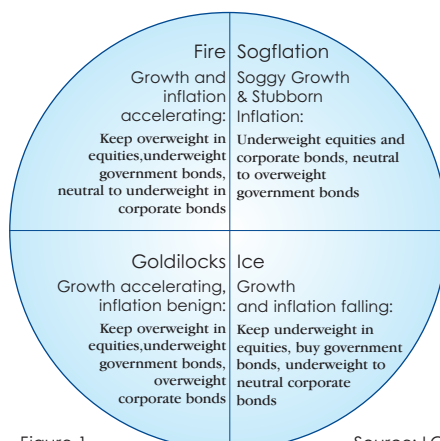 Fire
Growth and
inflation
accelerating:
Keep overweight in
equities,underweight
government bonds,
neutral to underweight in
corporate bonds
Sogflation
Soggy Growth
& Stubborn
Inflation:
Underweight equities and
corporate bonds, neutral
to overweight
government bonds
Goldilocks
Growth accelerating,
inflation benign:
Keep overweight in
equities,underweight
government bonds,
overweight
corporate bonds
Ice
Growth
and inflation falling:
Keep underweight in
equities, buy government
bonds, underweight to
neutral corporate
bonds
Figure 1
Source: